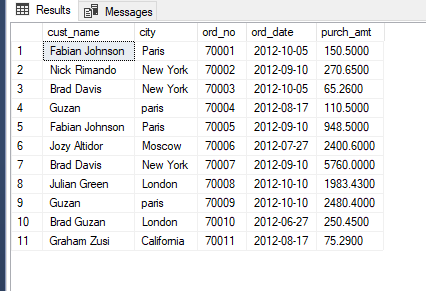 Results Messages
cust_name city ord_no ord_date purch_amt
1 Fabian Johnson Paris 70001 2012-10-05 150.5000
2 Nick Rimando New York 70002 2012-09-10 270.6500
3 Brad Davis New York 70003 2012-10-05 65.2600
4 Guzan paris 70004 2012-08-17 110.5000
5 Fabian Johnson Paris 70005 2012-09-10 948.5000
6 Jozy Altidor Moscow 70006 2012-07-27 2400.6000
7 Brad Davis New York 70007 2012-09-10 5760.0000
8 Julian Green London 70008 2012-10-10 1983.4300
9 Guzan paris 70009 2012-10-10 2480.4000
10 Brad Guzan London 70010 2012-06-27 250.4500
11 Graham Zusi California 70011 2012-08-17 75.2900